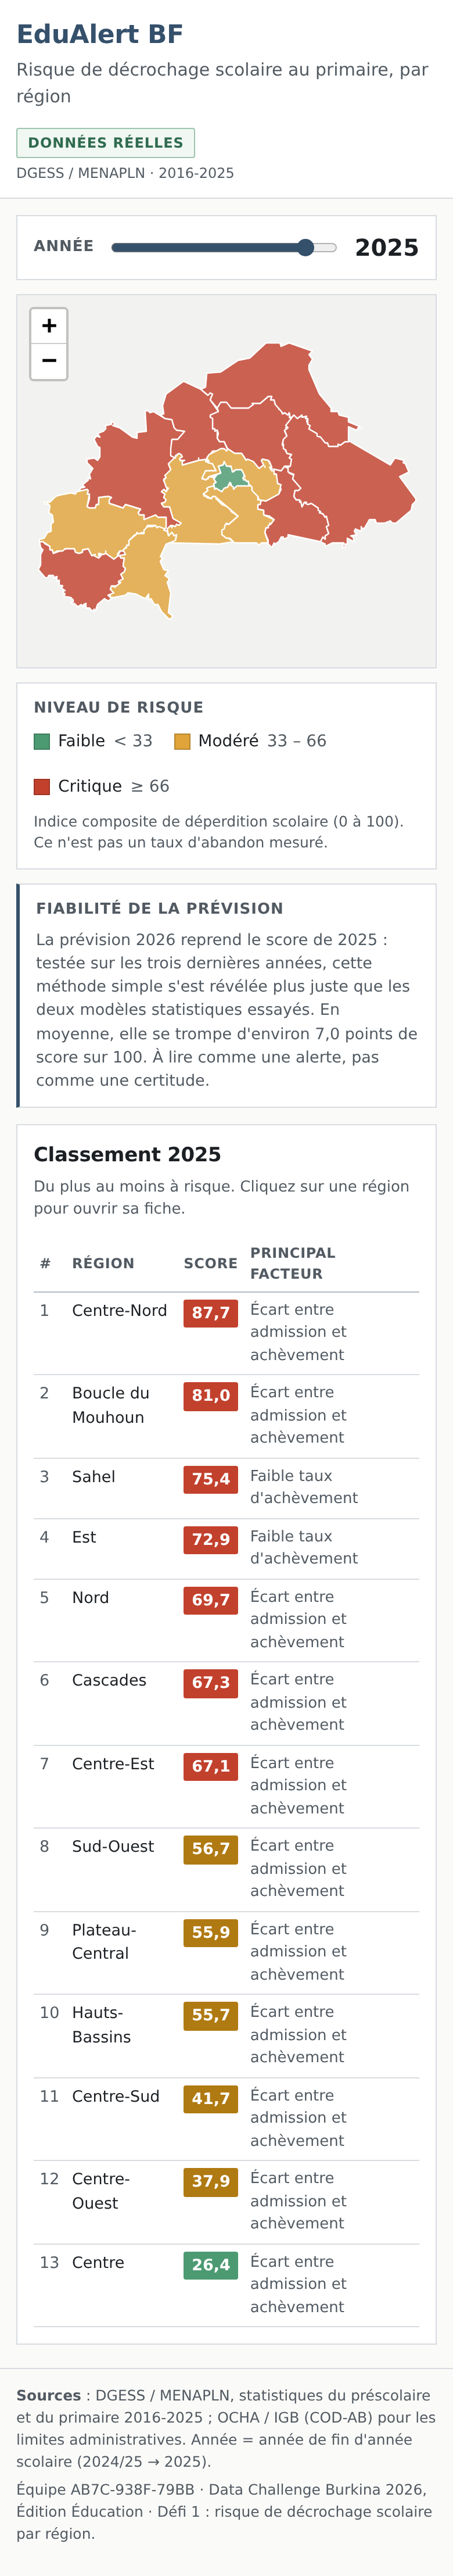 EduAlert BF
Risque de décrochage scolaire au primaire, par
région
DONNÉES RÉELLES
DGESS / MENAPLN · 2016-2025
ANNÉE 2025
+
−
NIVEAU DE RISQUE
Faible < 33 Modéré 33 – 66
Critique ≥ 66
Indice composite de déperdition scolaire (0 à 100).
Ce n'est pas un taux d'abandon mesuré.
FIABILITÉ DE LA PRÉVISION
La prévision 2026 reprend le score de 2025 :
testée sur les trois dernières années, cette
méthode simple s'est révélée plus juste que les
deux modèles statistiques essayés. En
moyenne, elle se trompe d'environ 7,0 points de
score sur 100. À lire comme une alerte, pas
comme une certitude.
Classement 2025
Du plus au moins à risque. Cliquez sur une région
pour ouvrir sa fiche.
# RÉGION SCORE PRINCIPAL
FACTEUR
1 Centre-Nord 87,7 Écart entre
admission et
achèvement
2 Boucle du 81,0 Écart entre
Mouhoun admission et
achèvement
3 Sahel 75,4 Faible taux
d'achèvement
4 Est 72,9 Faible taux
d'achèvement
5 Nord 69,7 Écart entre
admission et
achèvement
6 Cascades 67,3 Écart entre
admission et
achèvement
7 Centre-Est 67,1 Écart entre
admission et
achèvement
8 Sud-Ouest 56,7 Écart entre
admission et
achèvement
9 Plateau- 55,9 Écart entre
Central admission et
achèvement
10 Hauts- 55,7 Écart entre
Bassins admission et
achèvement
11 Centre-Sud 41,7 Écart entre
admission et
achèvement
12 Centre- 37,9 Écart entre
Ouest admission et
achèvement
13 Centre 26,4 Écart entre
admission et
achèvement
Sources : DGESS / MENAPLN, statistiques du préscolaire
et du primaire 2016-2025 ; OCHA / IGB (COD-AB) pour les
limites administratives. Année = année de fin d'année
scolaire (2024/25 → 2025).
Équipe AB7C-938F-79BB · Data Challenge Burkina 2026,
Édition Éducation · Défi 1 : risque de décrochage scolaire
par région.